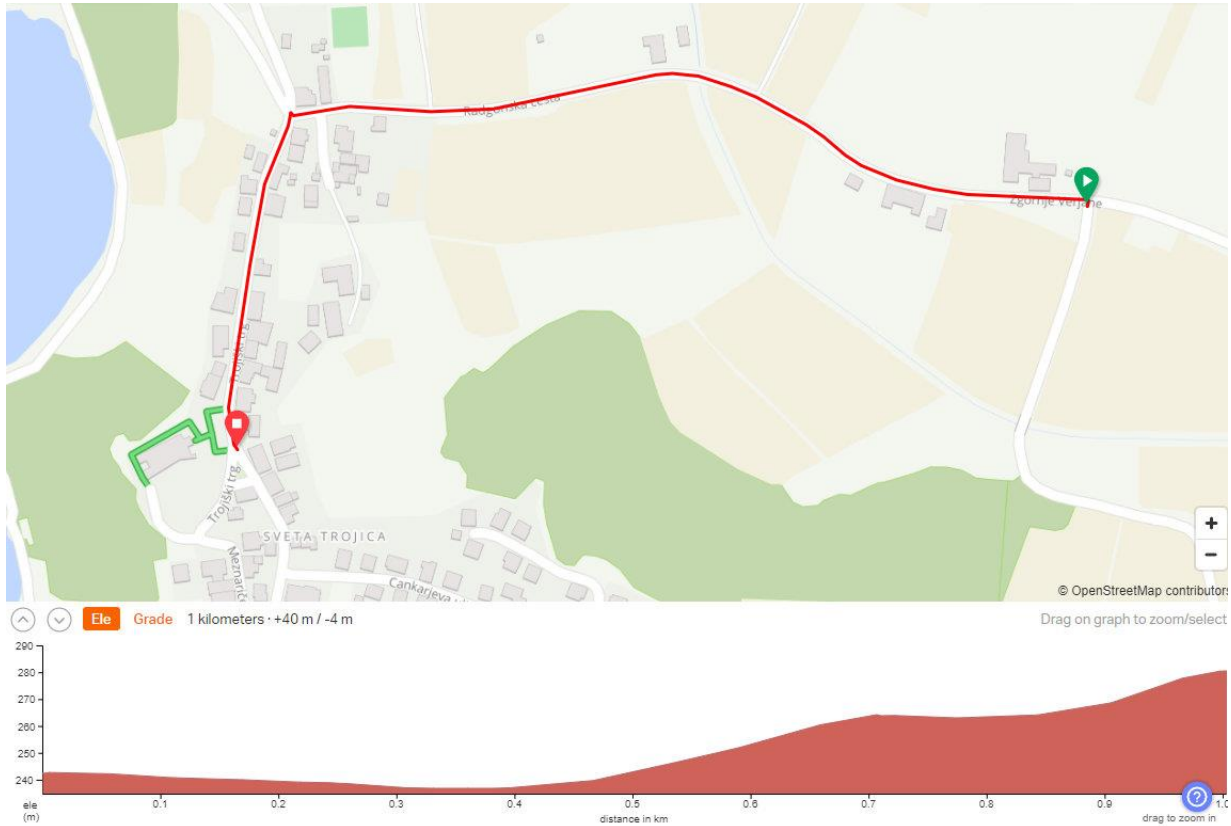 Radgonska cesta
Zgornje Verjane
Trojiški trg
Trojiški trg
SVETA TROJICA
Cankarjeva
+
−
© OpenStreetMap contributors
Ele Grade 1 kilometers · +40 m / -4 m Drag on graph to zoom/select
290
280
270
260
250
240
ele
(m)
0.1 0.2 0.3 0.4 0.5 0.6 0.7 0.8 0.9 1.0
distance in km
drag to zoom in
?